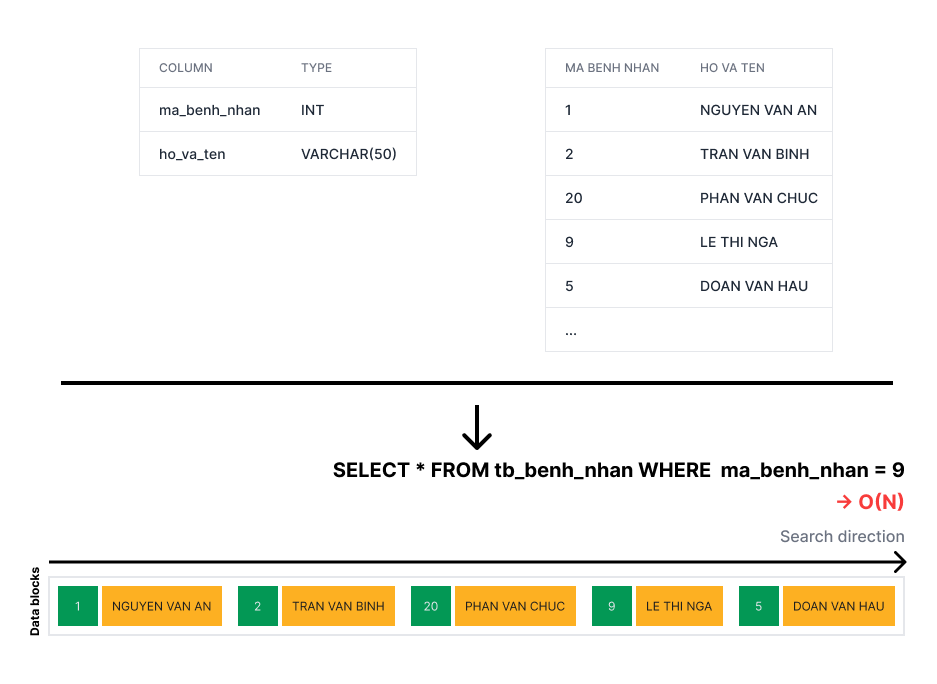 COLUMN TYPE
ma_benh_nhan INT
ho_va_ten VARCHAR(50)
MA BENH NHAN HO VA TEN
1 NGUYEN VAN AN
2 TRAN VAN BINH
20 PHAN VAN CHUC
9 LE THI NGA
5 DOAN VAN HAU
...
SELECT * FROM tb_benh_nhan WHERE ma_benh_nhan = 9
→ O(N)
Search direction
Data blocks
1 NGUYEN VAN AN 2 TRAN VAN BINH 20 PHAN VAN CHUC 9 LE THI NGA 5 DOAN VAN HAU